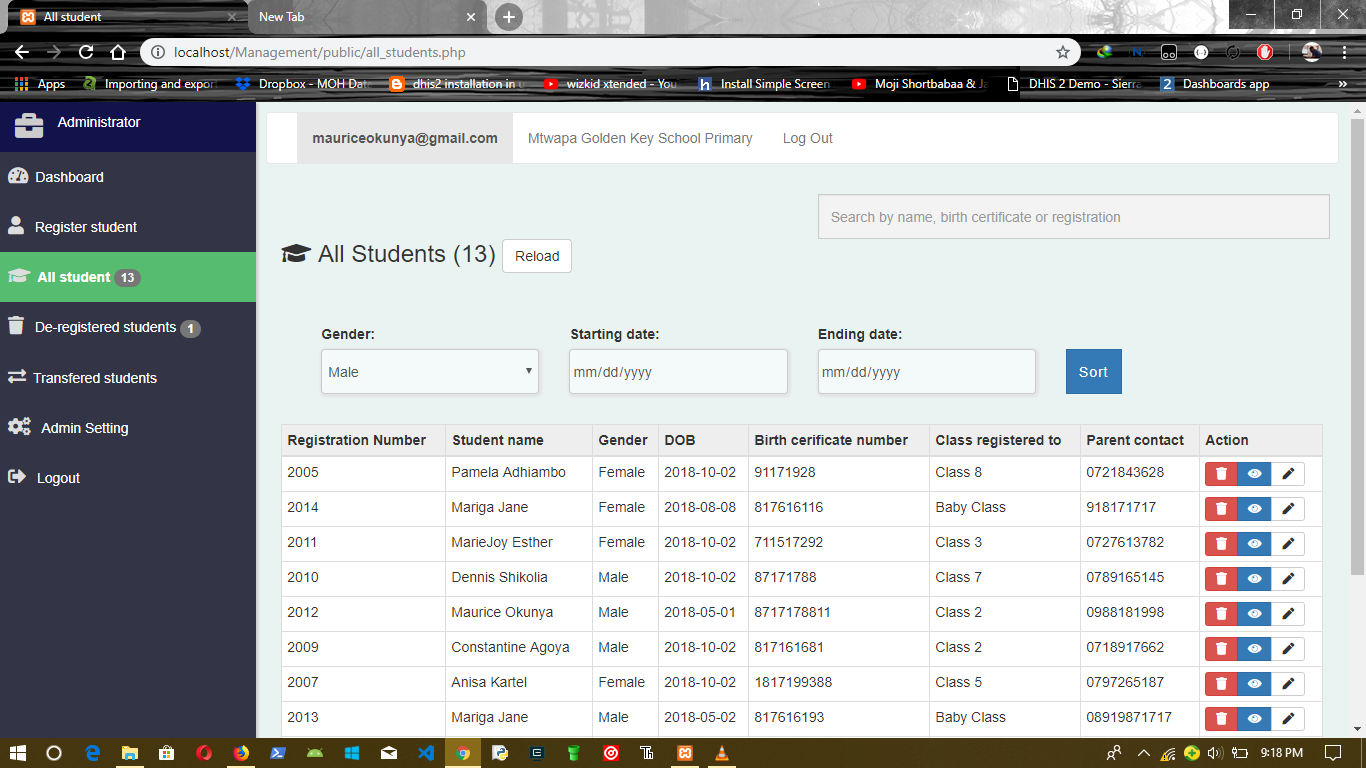 All student
New Tab
localhost/Management/public/all_students.php
Apps
Importing and export
Dropbox - MOH Dat
dhis2 installation in u
wizkid xtended - You
Install Simple Screen
Moji Shortbabaa & Ja
DHIS 2 Demo - Sierra
Dashboards app
»
Administrator
mauriceokunya@gmail.com Mtwapa Golden Key School Primary Log Out
Dashboard
Register student
All student 13
De-registered students 1
Transfered students
Admin Setting
Logout
Search by name, birth certificate or registration
All Students (13) Reload
Gender: Starting date: Ending date:
Male mm/dd/yyyy mm/dd/yyyy Sort
Registration Number Student name Gender DOB Birth cerificate number Class registered to Parent contact Action
2005 Pamela Adhiambo Female 2018-10-02 91171928 Class 8 0721843628
2014 Mariga Jane Female 2018-08-08 817616116 Baby Class 918171717
2011 MarieJoy Esther Female 2018-10-02 711517292 Class 3 0727613782
2010 Dennis Shikolia Male 2018-10-02 87171788 Class 7 0789165145
2012 Maurice Okunya Male 2018-05-01 8717178811 Class 2 0988181998
2009 Constantine Agoya Male 2018-10-02 817161681 Class 2 0718917662
2007 Anisa Kartel Female 2018-10-02 1817199388 Class 5 0797265187
2013 Mariga Jane Male 2018-05-02 817616193 Baby Class 08919871717
9:18 PM